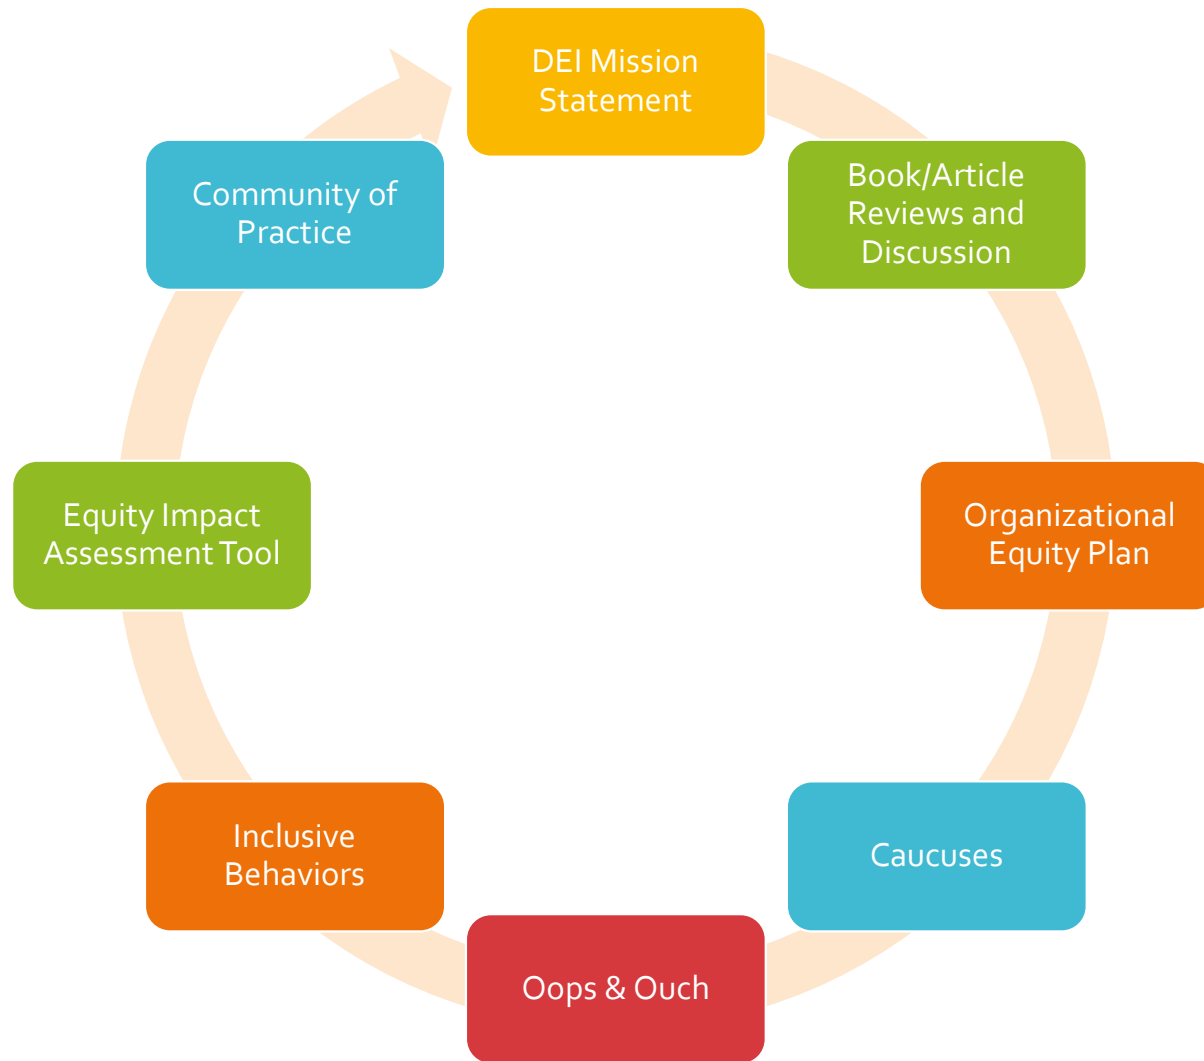 DEI Mission
Statement
Book/Article
Reviews and
Discussion
Organizational
Equity Plan
Caucuses
Oops & Ouch
Inclusive
Behaviors
Equity Impact
Assessment Tool
Community of
Practice